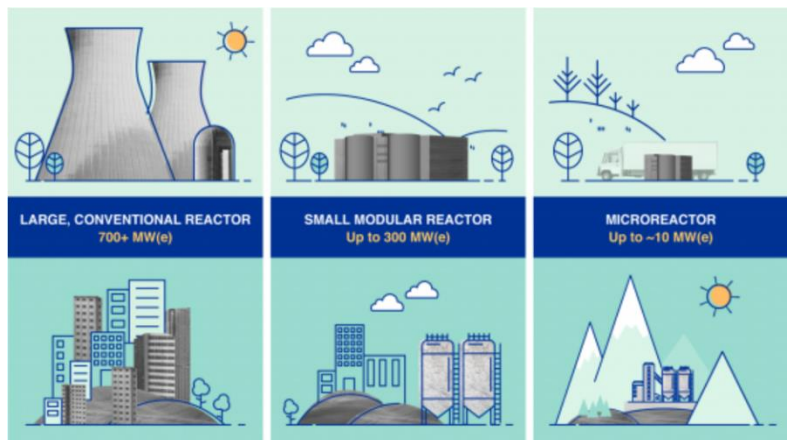 LARGE, CONVENTIONAL REACTOR
700+ MW(e)
SMALL MODULAR REACTOR
Up to 300 MW(e)
MICROREACTOR
Up to ~10 MW(e)